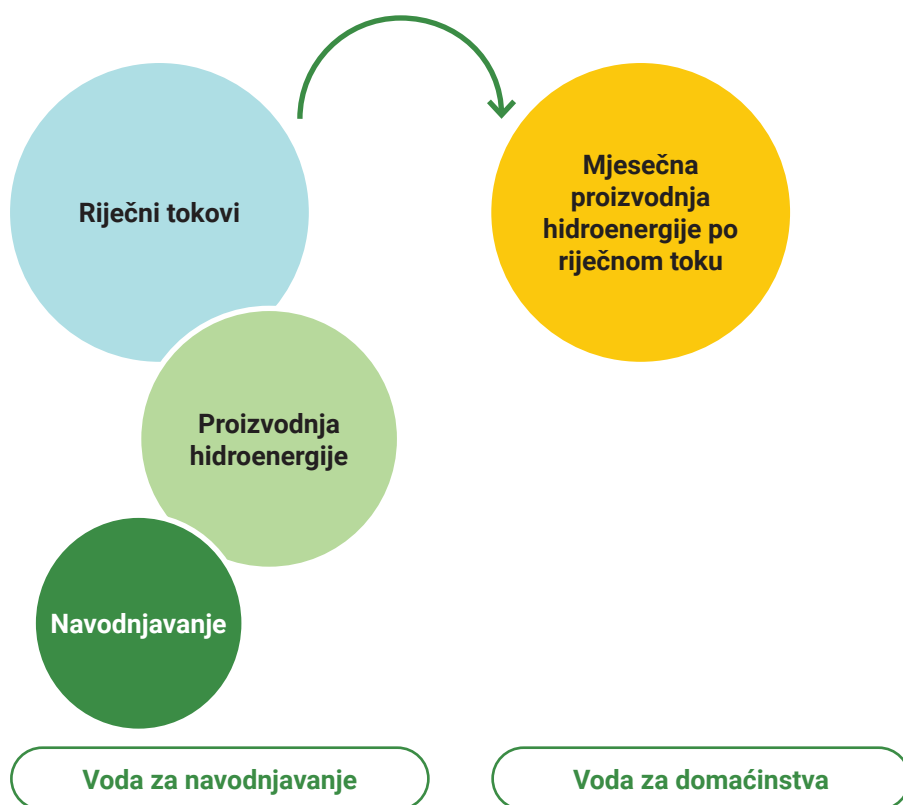 Riječni tokovi
Mjesečna
proizvodnja
hidroenergije po
riječnom toku
Proizvodnja
hidroenergije
Navodnjavanje
Voda za navodnjavanje
Voda za domaćinstva